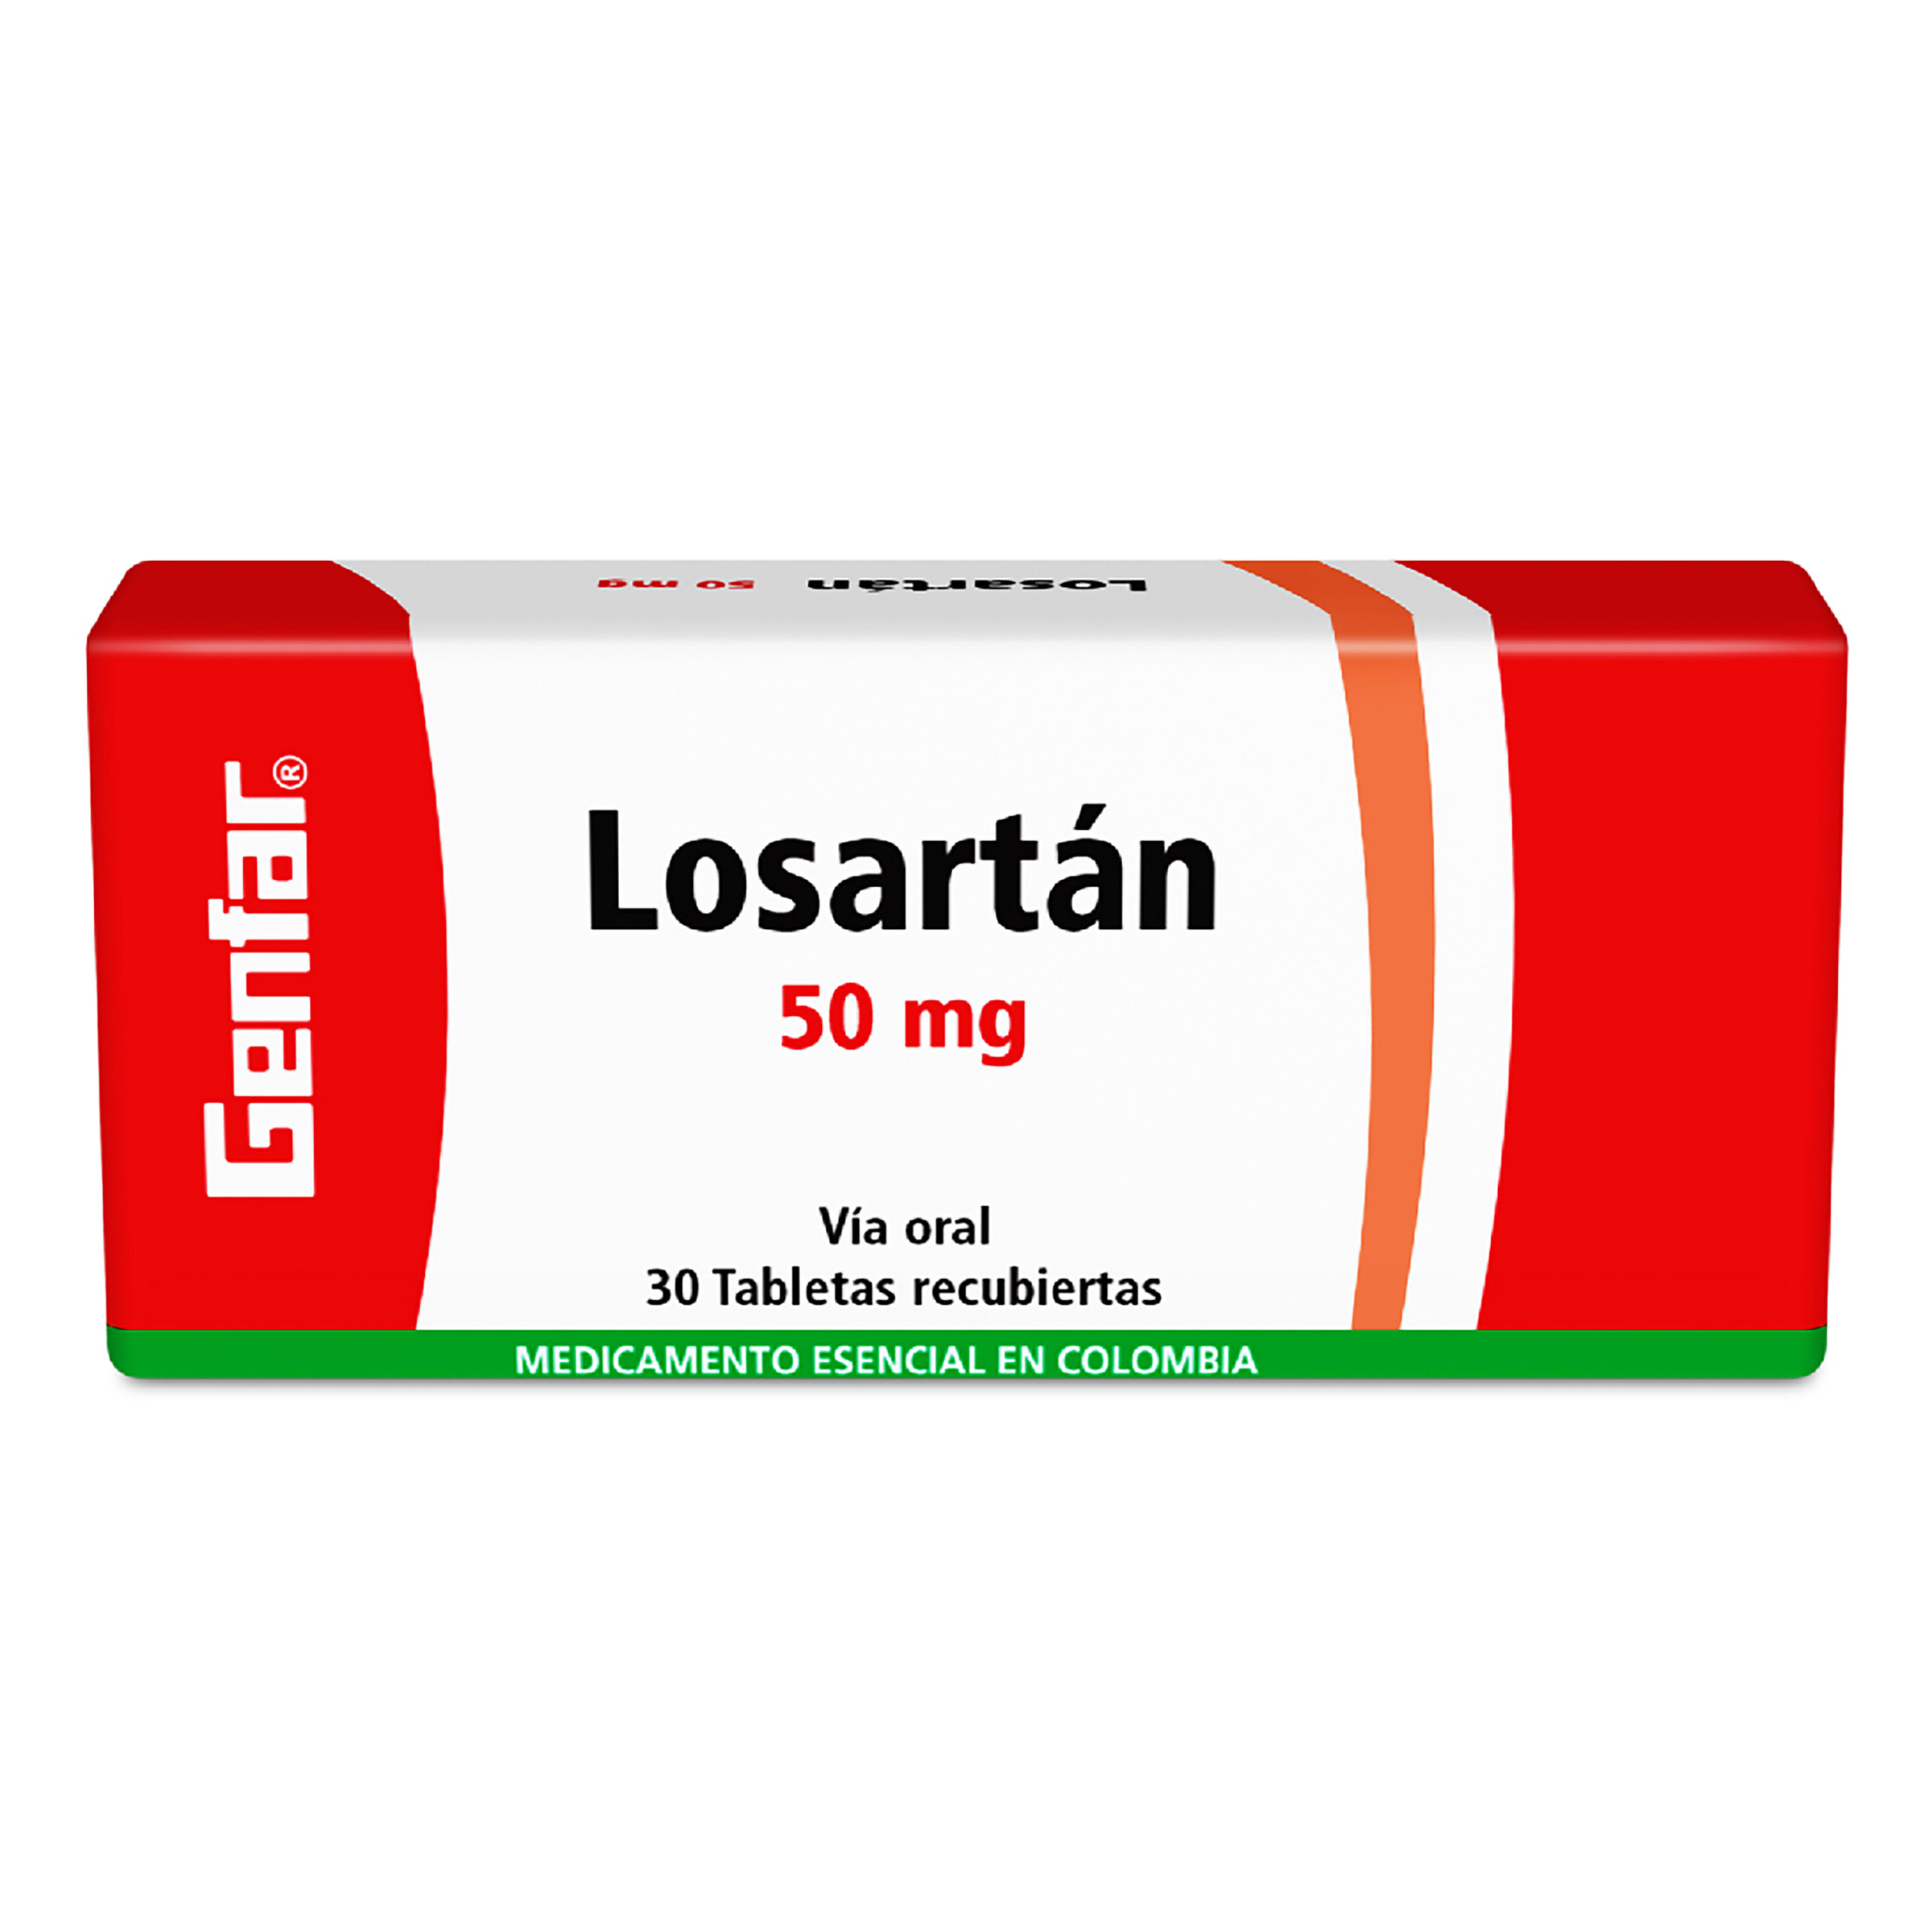 Losartán 50 mg
Genfar®
Losartán
50 mg
Vía oral
30 Tabletas recubiertas
MEDICAMENTO ESENCIAL EN COLOMBIA